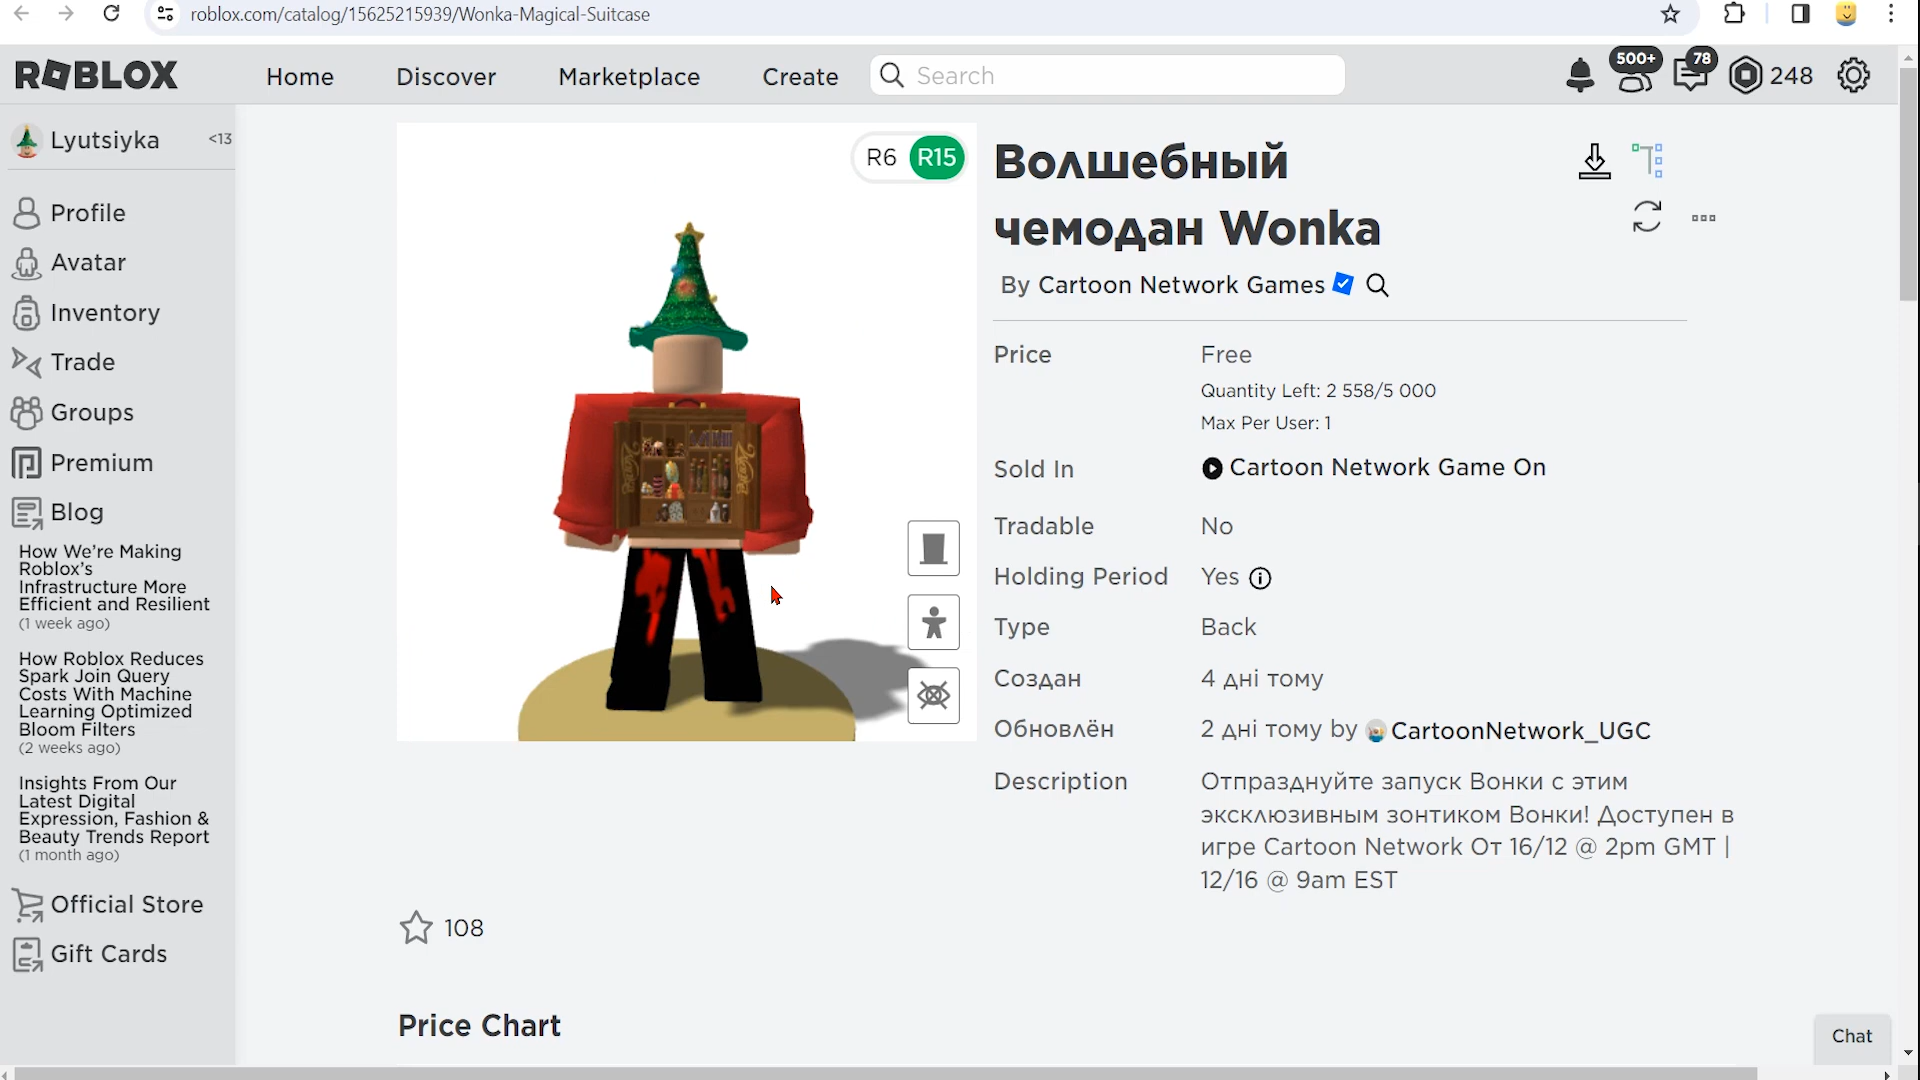 roblox.com/catalog/15625215939/Wonka-Magical-Suitcase
ROBLOX
Home
Discover
Marketplace
Create
Search
500+
78
248
Lyutsiyka
<13
Profile
Avatar
Inventory
Trade
Groups
Premium
Blog
How We're Making
Roblox's
Infrastructure More
Efficient and Resilient
(1 week ago)
How Roblox Reduces
Spark Join Query
Costs With Machine
Learning Optimized
Bloom Filters
(2 weeks ago)
Insights From Our
Latest Digital
Expression, Fashion &
Beauty Trends Report
(1 month ago)
Official Store
Gift Cards
R6 R15
108
Price Chart
Волшебный
чемодан Wonka
By Cartoon Network Games
Price Free
Quantity Left: 2 558/5 000
Max Per User: 1
Sold In Cartoon Network Game On
Tradable No
Holding Period Yes
Type Back
Создан 4 дні тому
Обновлён 2 дні тому by CartoonNetwork_UGC
Description Отпразднуйте запуск Вонки с этим
эксклюзивным зонтиком Вонки! Доступен в
игре Cartoon Network От 16/12 @ 2pm GMT |
12/16 @ 9am EST
Chat